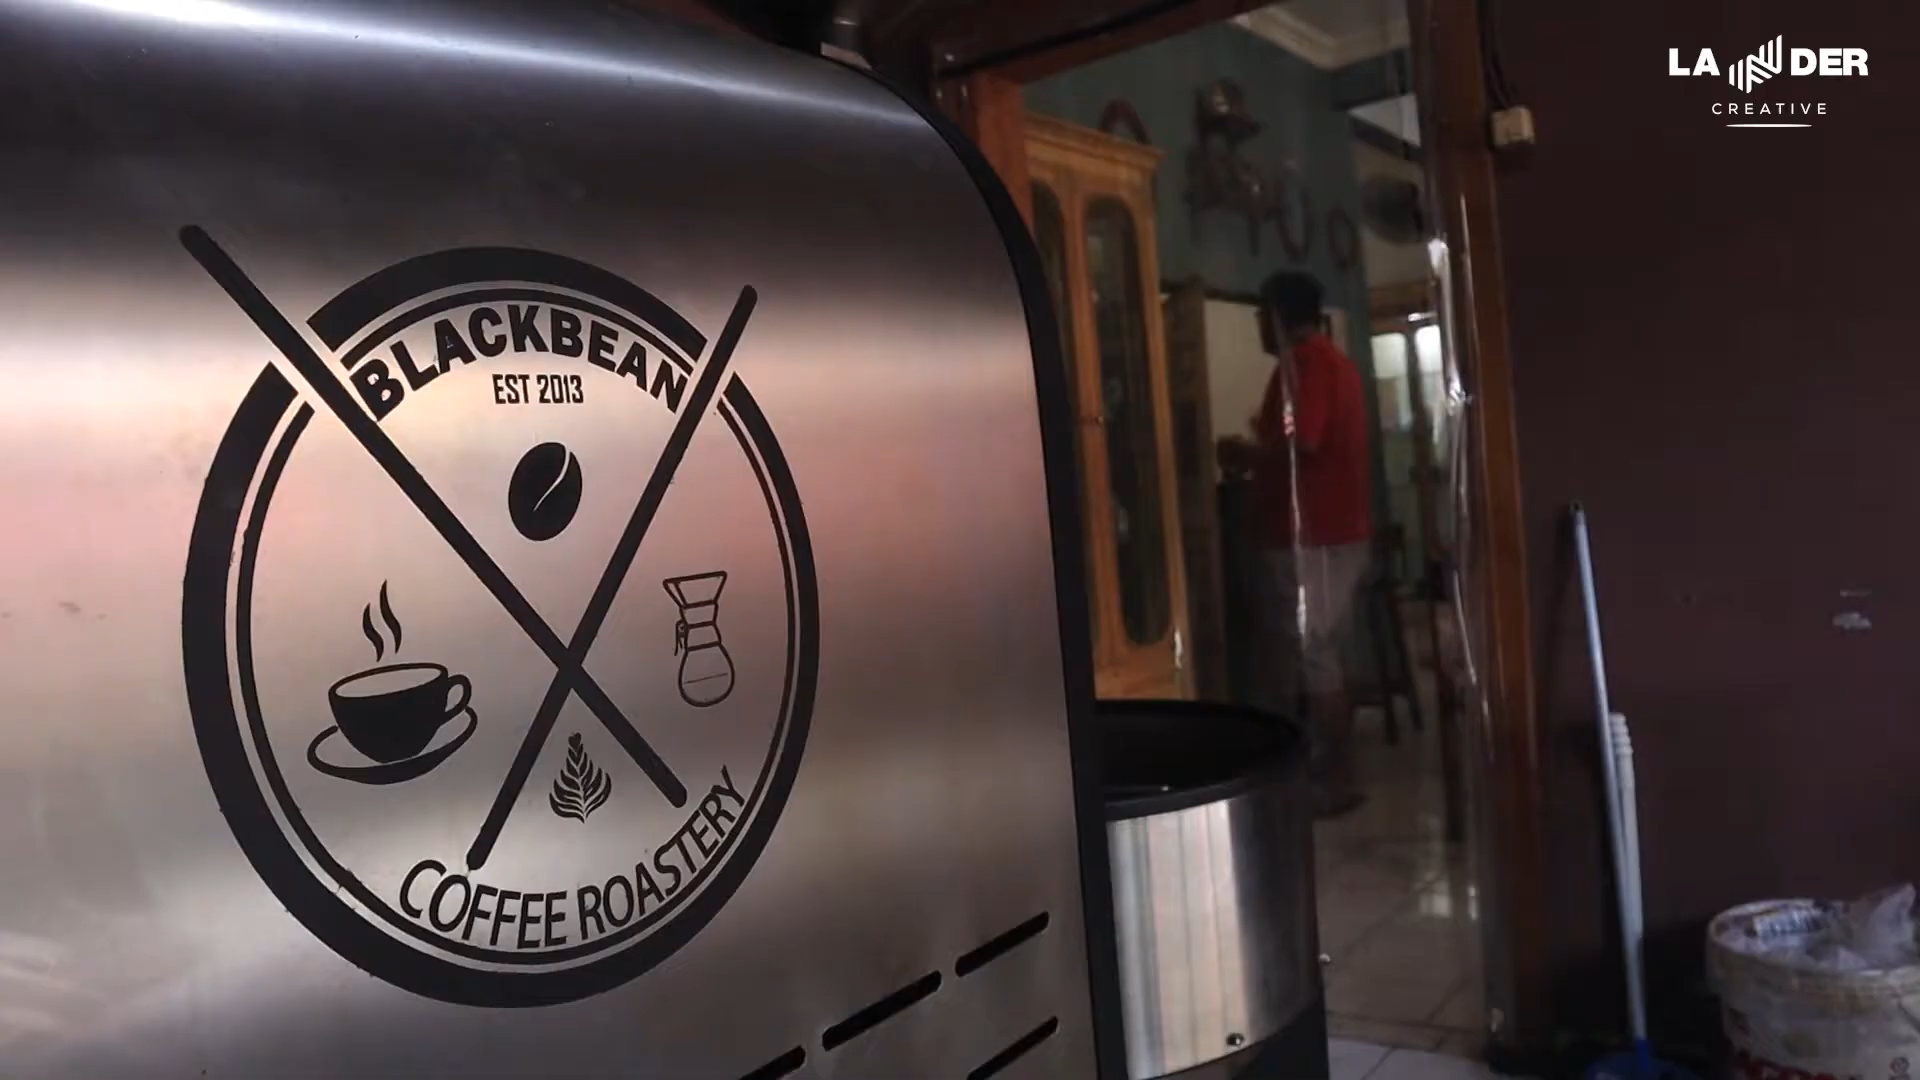 BLACKBEAN
EST 2013
COFFEE ROASTERY
LA DER
CREATIVE